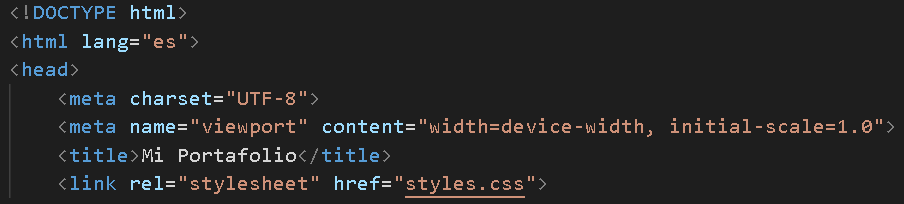 <!DOCTYPE html>
<html lang="es">
<head>
    <meta charset="UTF-8">
    <meta name="viewport" content="width=device-width, initial-scale=1.0">
    <title>Mi Portafolio</title>
    <link rel="stylesheet" href="styles.css">